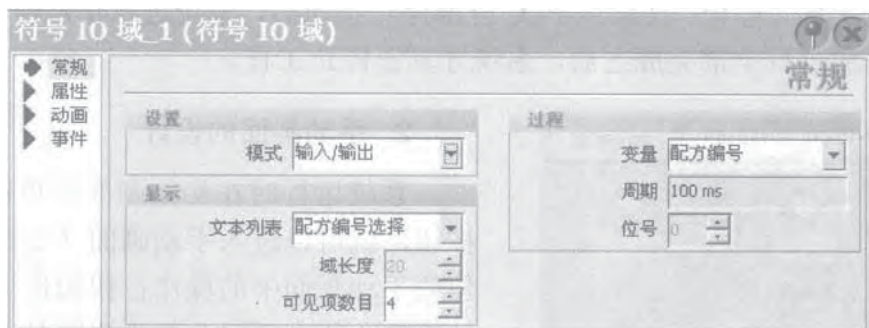 符号 IO 域_1 (符号 IO 域)
常规
属性
动画
事件
常规
设置
模式 输入/输出
显示
文本列表 配方编号选择
域长度 20
可见项数目 4
过程
变量 配方编号
周期 100 ms
位号 0